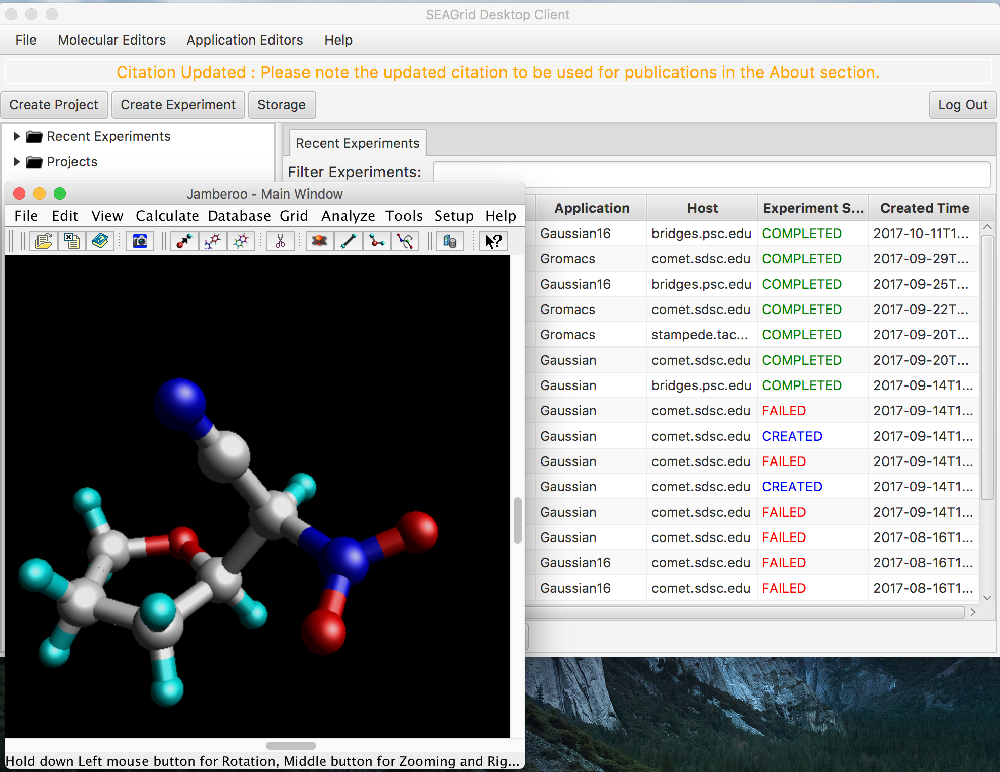 SEAGrid Desktop Client
File Molecular Editors Application Editors Help
Citation Updated : Please note the updated citation to be used for publications in the About section.
Create Project Create Experiment Storage Log Out
Recent Experiments
Projects
Recent Experiments
Filter Experiments:
Jamberoo - Main Window
File Edit View Calculate Database Grid Analyze Tools Setup Help
Application Host Experiment S... Created Time
Gaussian16 bridges.psc.edu COMPLETED 2017-10-11T1...
Gromacs comet.sdsc.edu COMPLETED 2017-09-29T...
Gaussian16 bridges.psc.edu COMPLETED 2017-09-25T...
Gromacs comet.sdsc.edu COMPLETED 2017-09-22T...
Gromacs stampede.tac... COMPLETED 2017-09-20T...
Gaussian comet.sdsc.edu COMPLETED 2017-09-20T...
Gaussian bridges.psc.edu COMPLETED 2017-09-14T1...
Gaussian comet.sdsc.edu FAILED 2017-09-14T1...
Gaussian comet.sdsc.edu CREATED 2017-09-14T1...
Gaussian comet.sdsc.edu FAILED 2017-09-14T1...
Gaussian comet.sdsc.edu CREATED 2017-09-14T1...
Gaussian comet.sdsc.edu FAILED 2017-09-14T1...
Gaussian comet.sdsc.edu FAILED 2017-08-16T1...
Gaussian16 comet.sdsc.edu FAILED 2017-08-16T1...
Gaussian16 comet.sdsc.edu FAILED 2017-08-16T1...
Hold down Left mouse button for Rotation, Middle button for Zooming and Rig...